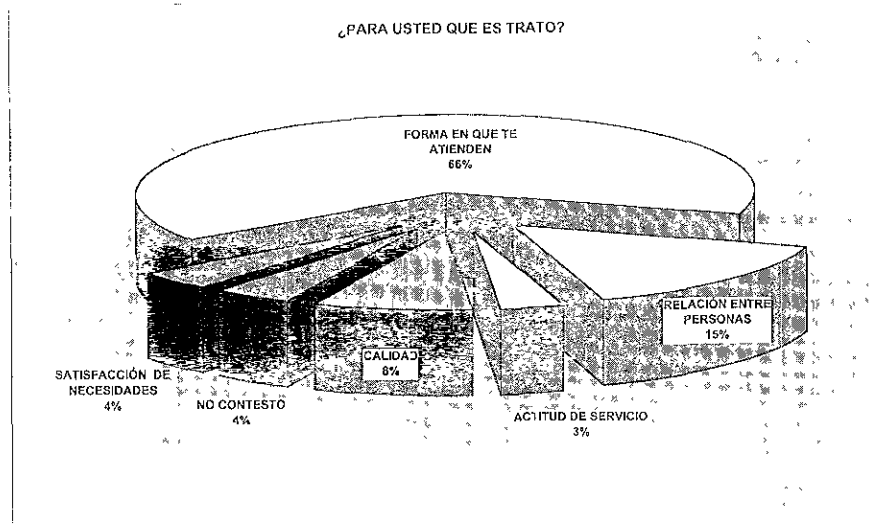 ¿PARA USTED QUE ES TRATO?
FORMA EN QUE TE
ATIENDEN
66%
RELACIÓN ENTRE
PERSONAS
15%
ACTITUD DE SERVICIO
3%
CALIDAD
8%
NO CONTESTO
4%
SATISFACCIÓN DE
NECESIDADES
4%